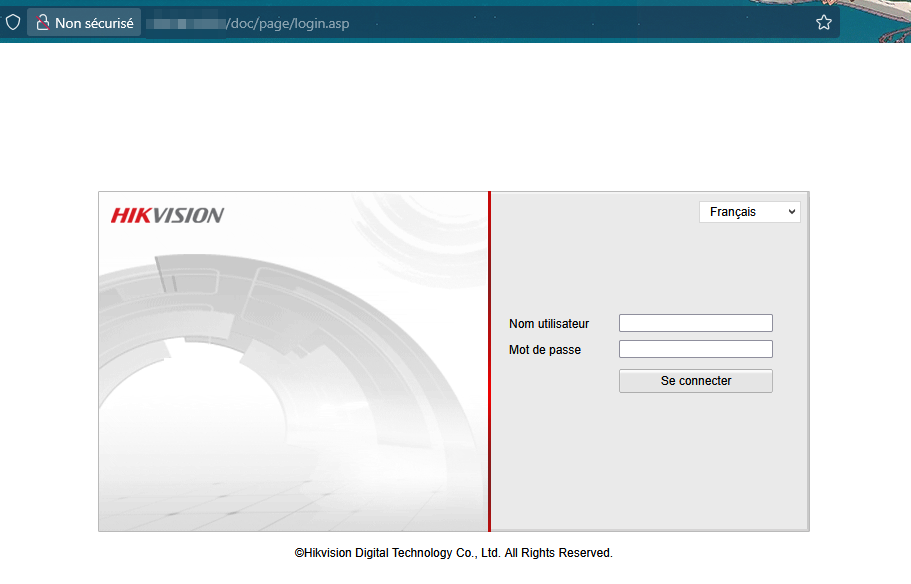 Non sécurisé /doc/page/login.asp
HIKVISION
Français
Nom utilisateur
Mot de passe
Se connecter
©Hikvision Digital Technology Co., Ltd. All Rights Reserved.